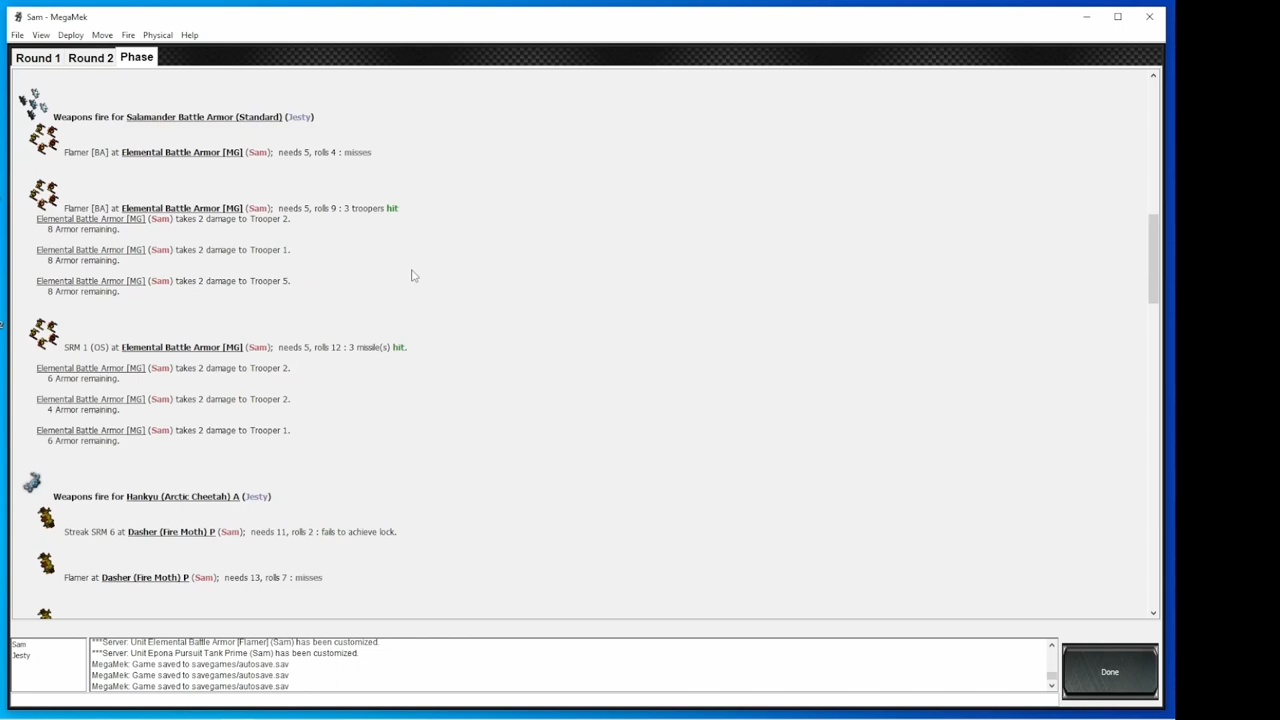 Sam - MegaMek
File View Deploy Move Fire Physical Help
Round 1 Round 2 Phase
Weapons fire for Salamander Battle Armor (Standard) (Jesty)
Flamer [BA] at Elemental Battle Armor [MG] (Sam); needs 5, rolls 4 : misses
Flamer [BA] at Elemental Battle Armor [MG] (Sam); needs 5, rolls 9 : 3 troopers hit
Elemental Battle Armor [MG] (Sam) takes 2 damage to Trooper 2.
8 Armor remaining.
Elemental Battle Armor [MG] (Sam) takes 2 damage to Trooper 1.
8 Armor remaining.
Elemental Battle Armor [MG] (Sam) takes 2 damage to Trooper 5.
8 Armor remaining.
SRM 1 (OS) at Elemental Battle Armor [MG] (Sam); needs 5, rolls 12 : 3 missile(s) hit.
Elemental Battle Armor [MG] (Sam) takes 2 damage to Trooper 2.
6 Armor remaining.
Elemental Battle Armor [MG] (Sam) takes 2 damage to Trooper 2.
4 Armor remaining.
Elemental Battle Armor [MG] (Sam) takes 2 damage to Trooper 1.
6 Armor remaining.
Weapons fire for Hankyu (Arctic Cheetah) A (Jesty)
Streak SRM 6 at Dasher (Fire Moth) P (Sam); needs 11, rolls 2 : fails to achieve lock.
Flamer at Dasher (Fire Moth) P (Sam); needs 13, rolls 7 : misses
Sam
Jesty
***Server: Unit Elemental Battle Armor [Flamer] (Sam) has been customized.
***Server: Unit Epona Pursuit Tank Prime (Sam) has been customized.
MegaMek: Game saved to savegames/autosave.sav
MegaMek: Game saved to savegames/autosave.sav
MegaMek: Game saved to savegames/autosave.sav
Done